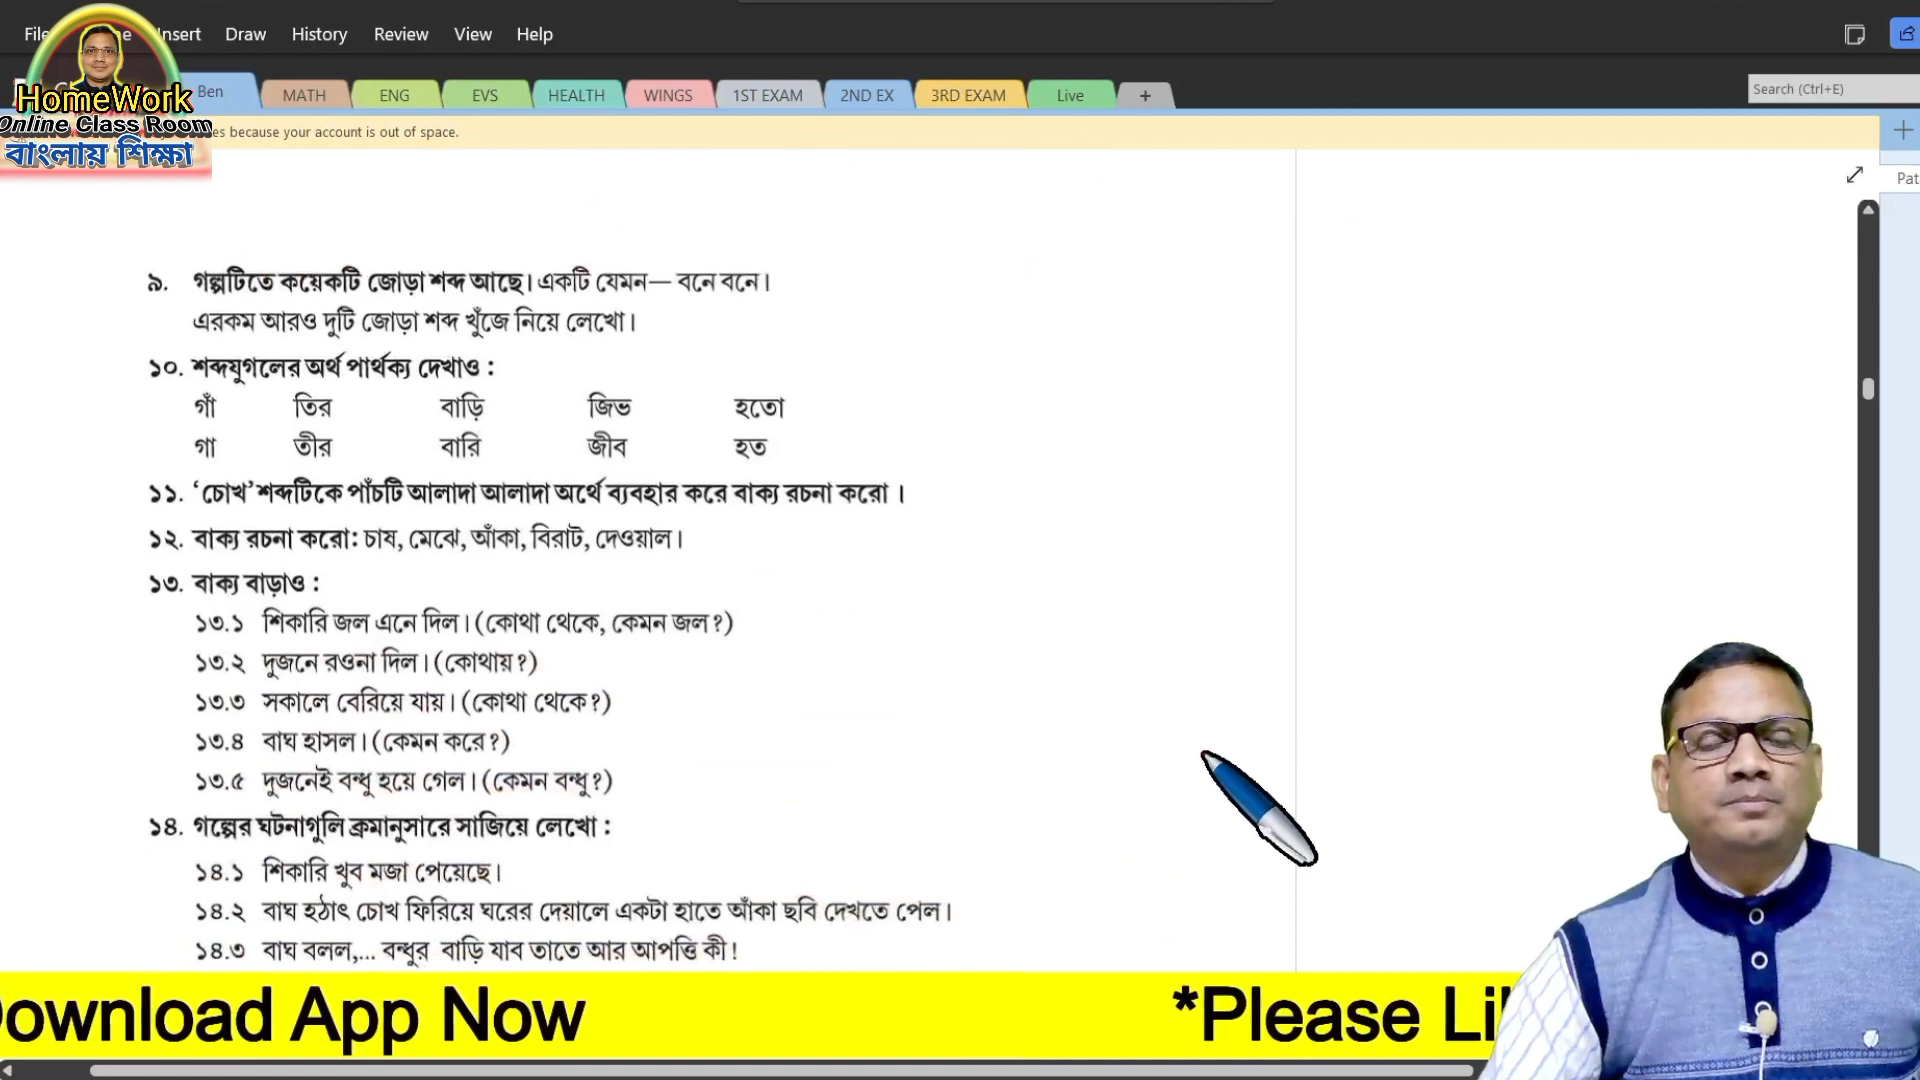 File Home Insert Draw History Review View Help
HomeWork
Online Class Room
বাংলায় শিক্ষা
Ben MATH ENG EVS HEALTH WINGS 1ST EXAM 2ND EX 3RD EXAM Live +
Search (Ctrl+E)
es because your account is out of space.
Pat
৯. গল্পটিতে কয়েকটি জোড়া শব্দ আছে। একটি যেমন— বনে বনে।
এরকম আরও দুটি জোড়া শব্দ খুঁজে নিয়ে লেখো।
১০. শব্দযুগলের অর্থ পার্থক্য দেখাও :
গাঁ তির বাড়ি জিভ হতো
গা তীর বারি জীব হত
১১. ‘চোখ’ শব্দটিকে পাঁচটি আলাদা আলাদা অর্থে ব্যবহার করে বাক্য রচনা করো ।
১২. বাক্য রচনা করো: চাষ, মেঝে, আঁকা, বিরাট, দেওয়াল।
১৩. বাক্য বাড়াও :
১৩.১ শিকারি জল এনে দিল। (কোথা থেকে, কেমন জল?)
১৩.২ দুজনে রওনা দিল। (কোথায়?)
১৩.৩ সকালে বেরিয়ে যায়। (কোথা থেকে?)
১৩.৪ বাঘ হাসল। (কেমন করে?)
১৩.৫ দুজনেই বন্ধু হয়ে গেল। (কেমন বন্ধু?)
১৪. গল্পের ঘটনাগুলি ক্রমানুসারে সাজিয়ে লেখো :
১৪.১ শিকারি খুব মজা পেয়েছে।
১৪.২ বাঘ হঠাৎ চোখ ফিরিয়ে ঘরের দেয়ালে একটা হাতে আঁকা ছবি দেখতে পেল।
১৪.৩ বাঘ বলল,... বন্ধুর বাড়ি যাব তাতে আর আপত্তি কী!
ownload App Now *Please Li